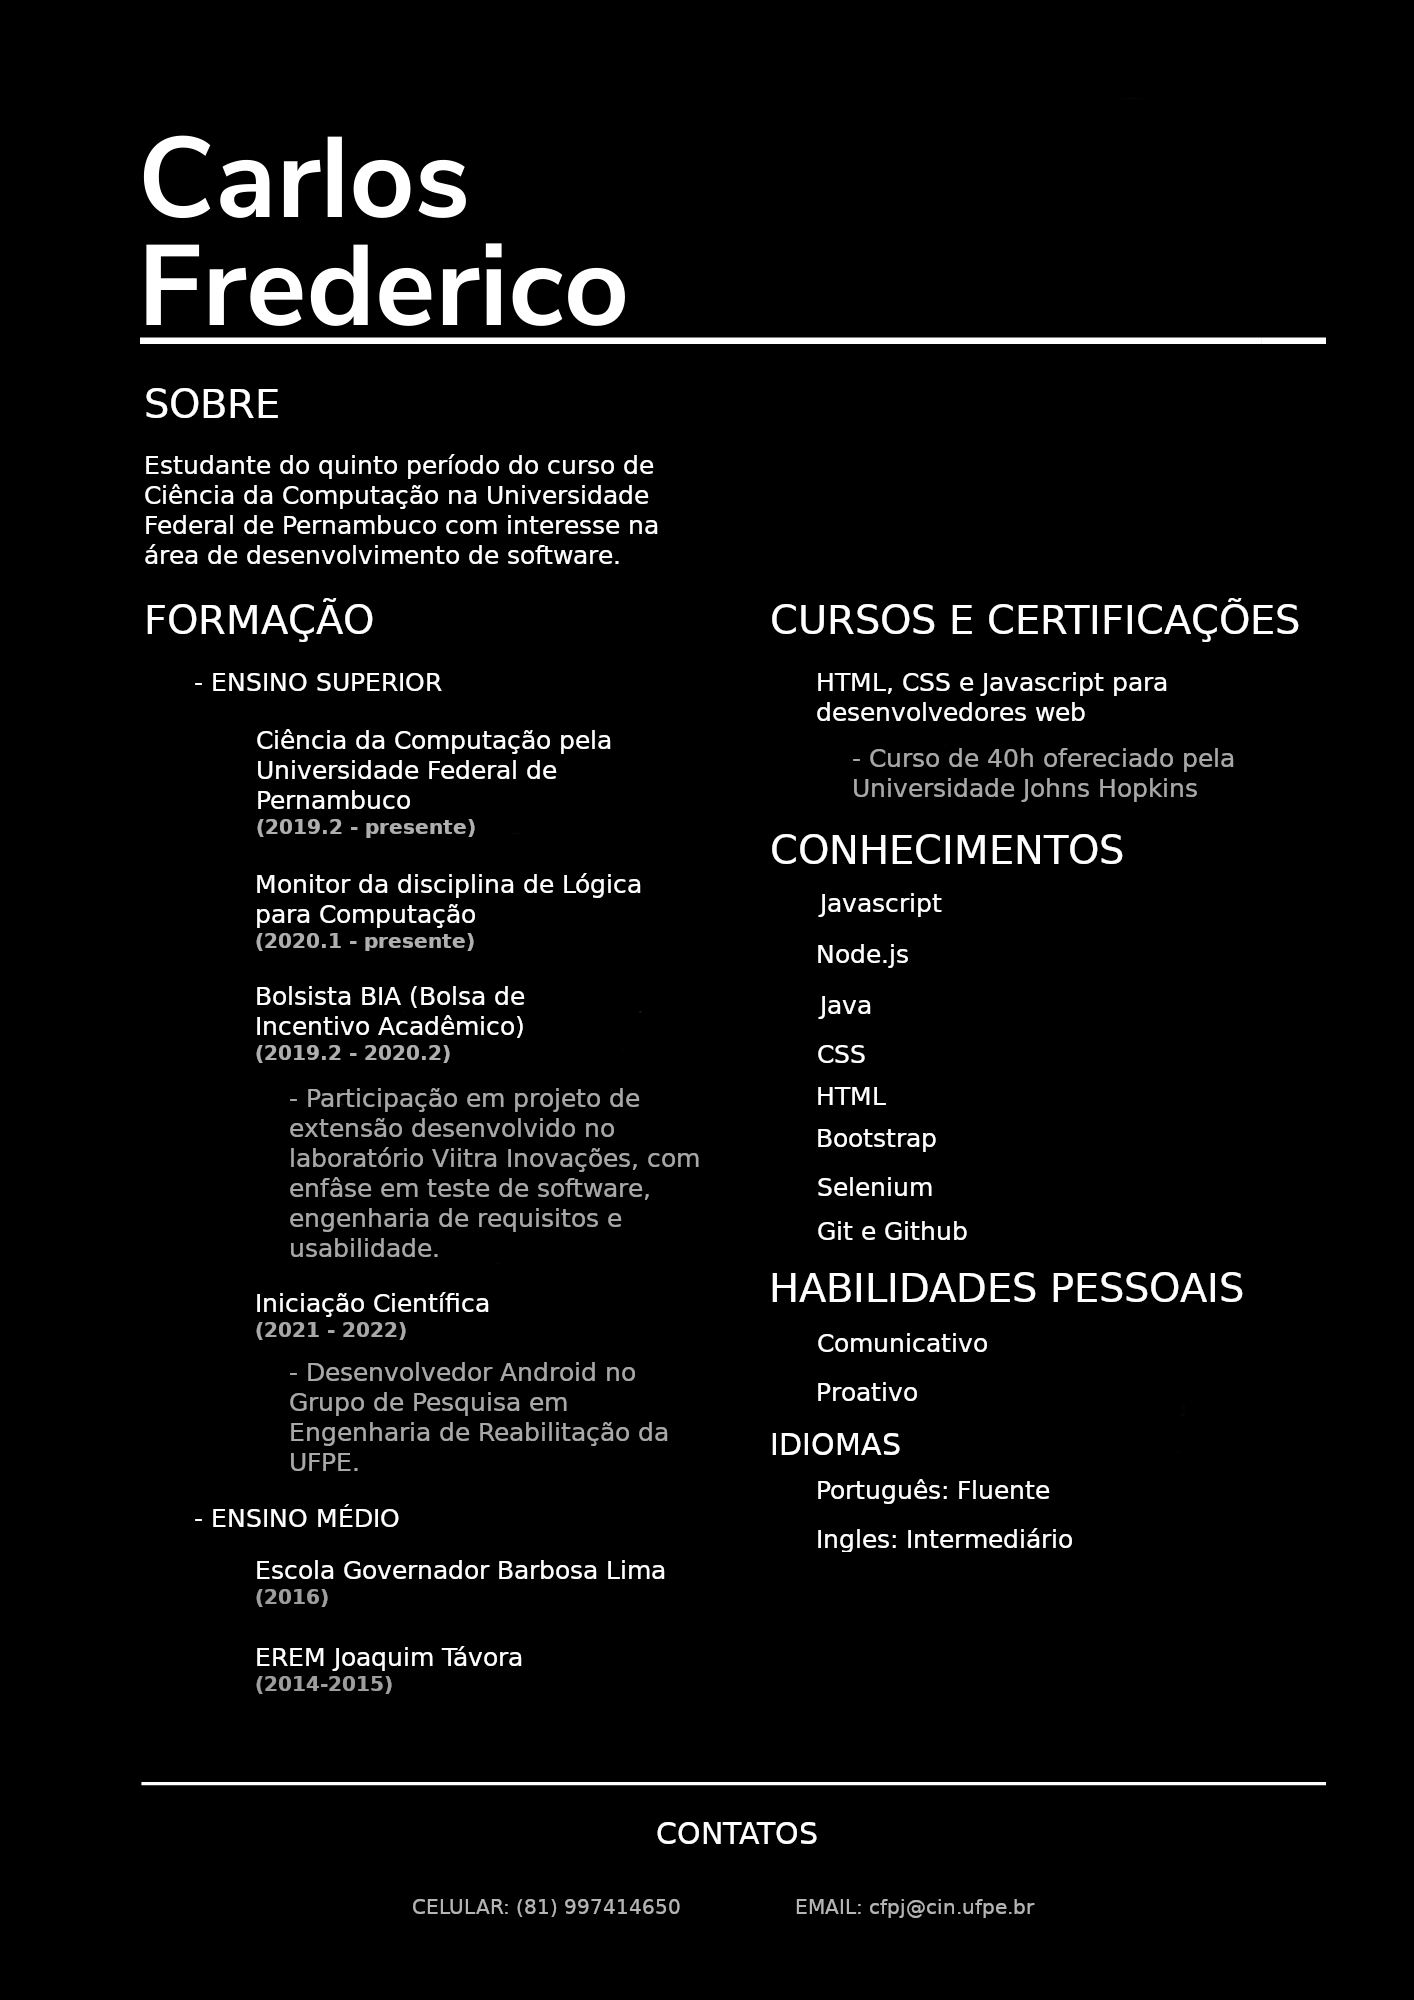 Carlos
Frederico
SOBRE
Estudante do quinto período do curso de
Ciência da Computação na Universidade
Federal de Pernambuco com interesse na
área de desenvolvimento de software.
FORMAÇÃO
- ENSINO SUPERIOR
Ciência da Computação pela
Universidade Federal de
Pernambuco
(2019.2 - presente)
Monitor da disciplina de Lógica
para Computação
(2020.1 - presente)
Bolsista BIA (Bolsa de
Incentivo Acadêmico)
(2019.2 - 2020.2)
- Participação em projeto de
extensão desenvolvido no
laboratório Viitra Inovações, com
enfâse em teste de software,
engenharia de requisitos e
usabilidade.
Iniciação Científica
(2021 - 2022)
- Desenvolvedor Android no
Grupo de Pesquisa em
Engenharia de Reabilitação da
UFPE.
- ENSINO MÉDIO
Escola Governador Barbosa Lima
(2016)
EREM Joaquim Távora
(2014-2015)
CURSOS E CERTIFICAÇÕES
HTML, CSS e Javascript para
desenvolvedores web
- Curso de 40h ofereciado pela
Universidade Johns Hopkins
CONHECIMENTOS
Javascript
Node.js
Java
CSS
HTML
Bootstrap
Selenium
Git e Github
HABILIDADES PESSOAIS
Comunicativo
Proativo
IDIOMAS
Português: Fluente
Ingles: Intermediário
CONTATOS
CELULAR: (81) 997414650
EMAIL: cfpj@cin.ufpe.br